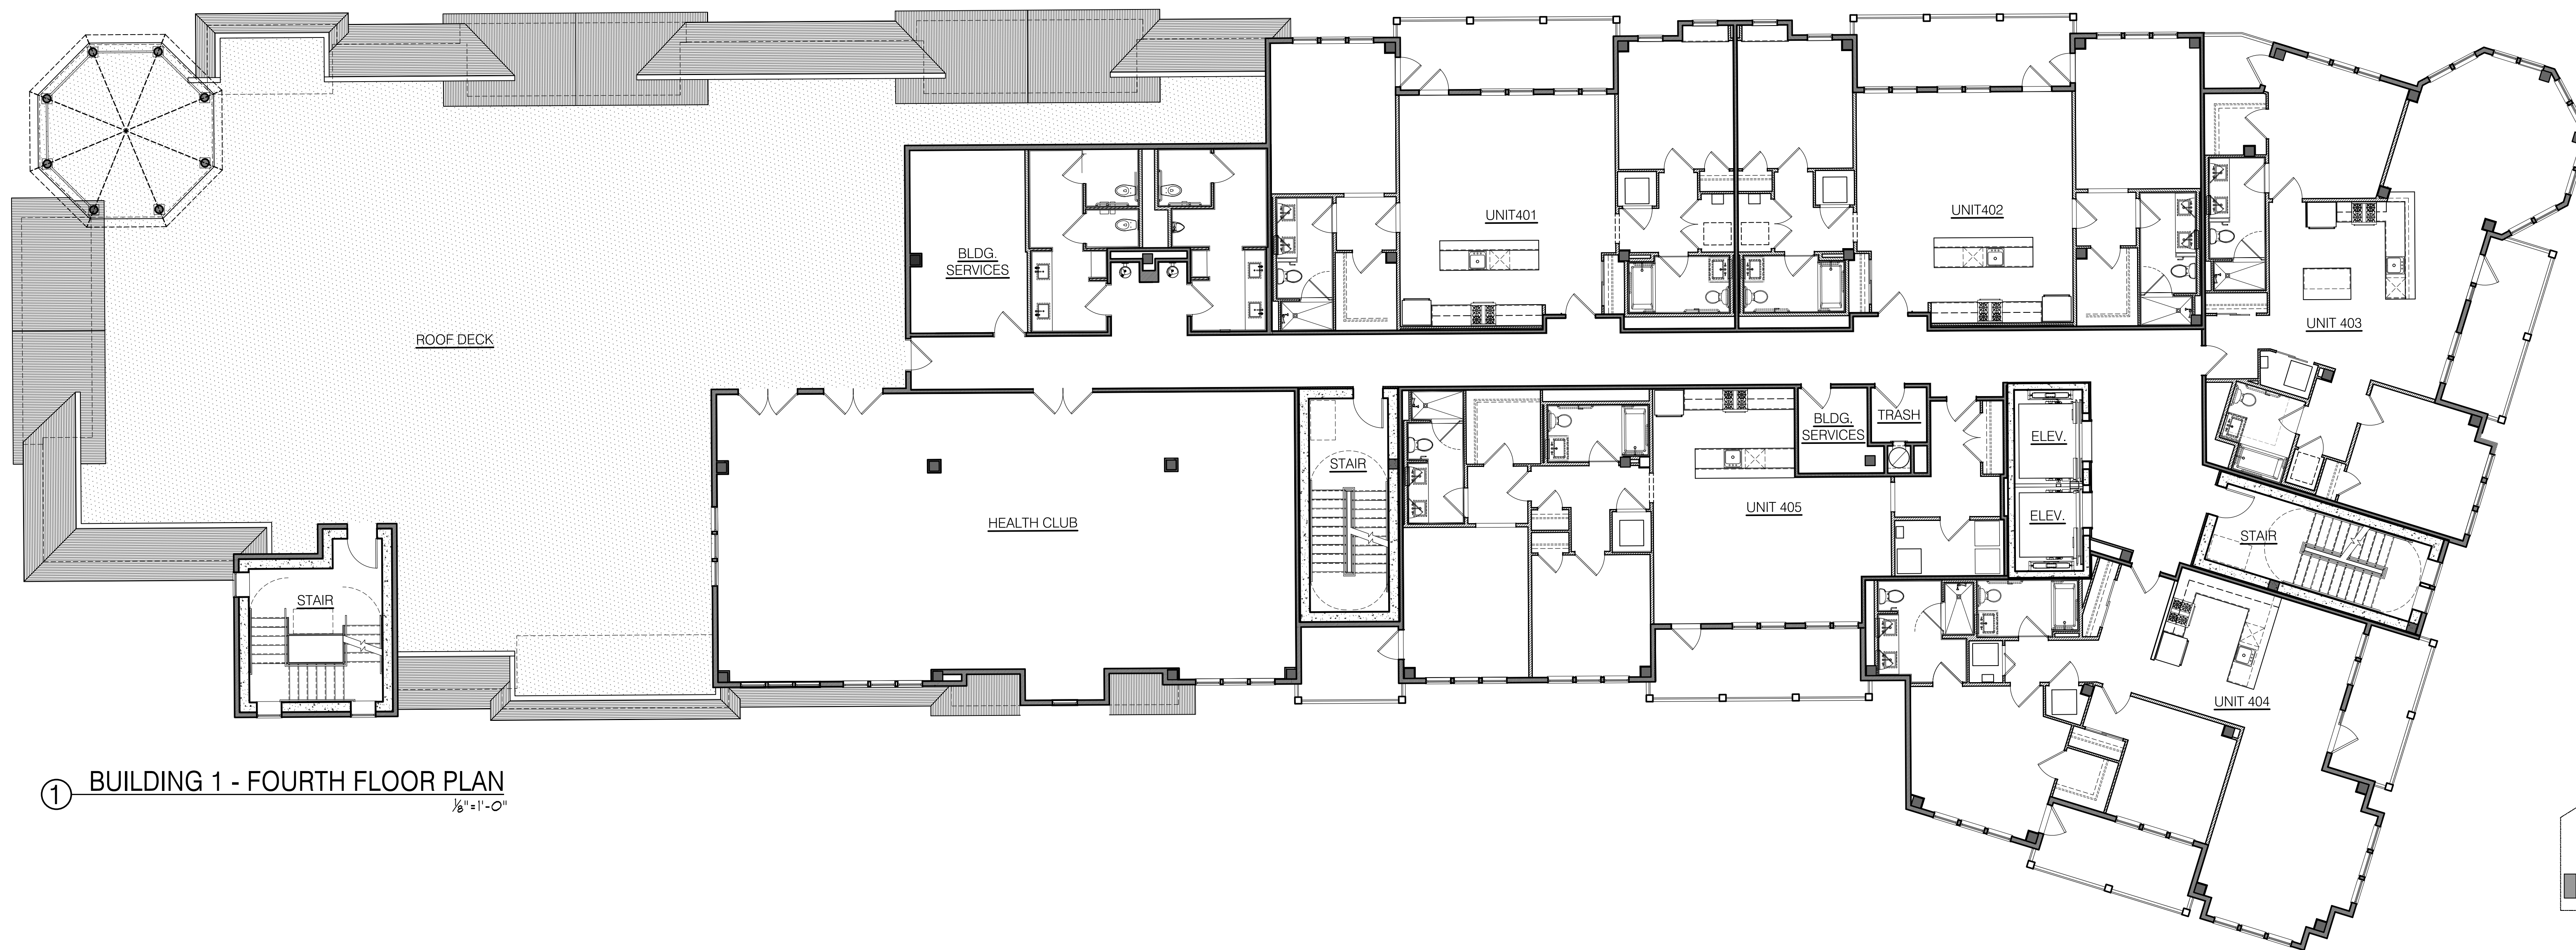 UNIT401
UNIT402
BLDG.
SERVICES
UNIT 403
ROOF DECK
BLDG.
SERVICES
TRASH
ELEV.
STAIR
UNIT 405
HEALTH CLUB
ELEV.
STAIR
STAIR
UNIT 404
1 BUILDING 1 - FOURTH FLOOR PLAN
1/8"=1'-0"